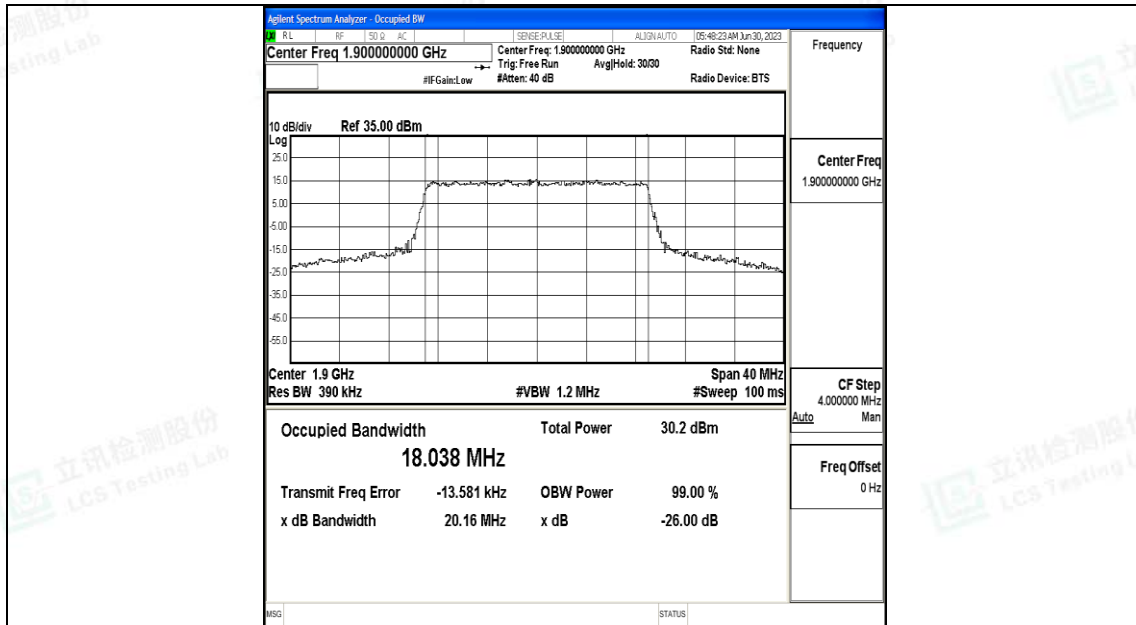 Agilent Spectrum Analyzer - Occupied BW
LXI RL RF 50 Ω AC SENSE:PULSE ALIGN AUTO 05:48:23 AM Jun 30, 2023
Center Freq 1.900000000 GHz
Center Freq: 1.900000000 GHz Radio Std: None
Trig: Free Run Avg|Hold: 30/30
#IFGain:Low #Atten: 40 dB Radio Device: BTS
10 dB/div Ref 35.00 dBm
Log
25.0
15.0
5.00
-5.00
-15.0
-25.0
-35.0
-45.0
-55.0
Center 1.9 GHz Span 40 MHz
Res BW 390 kHz #VBW 1.2 MHz #Sweep 100 ms
Occupied Bandwidth Total Power 30.2 dBm
18.038 MHz
Transmit Freq Error -13.581 kHz OBW Power 99.00 %
x dB Bandwidth 20.16 MHz x dB -26.00 dB
MSG STATUS
Frequency
Center Freq
1.900000000 GHz
CF Step
4.000000 MHz
Auto Man
Freq Offset
0 Hz
立讯检测股份
LCS Testing Lab
立讯检测股份
LCS Testing L